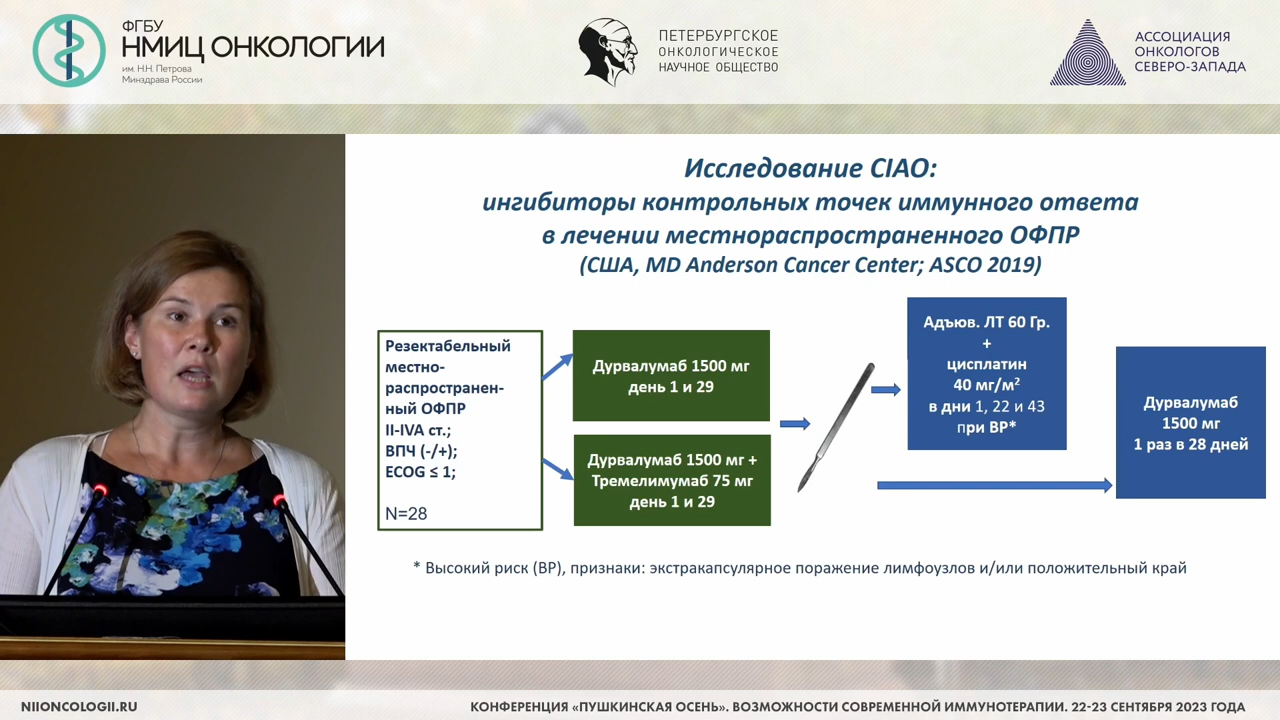 ФГБУ
НМИЦ ОНКОЛОГИИ
им. Н.Н. Петрова
Минздрава России
ПЕТЕРБУРГСКОЕ
ОНКОЛОГИЧЕСКОЕ
НАУЧНОЕ ОБЩЕСТВО
АССОЦИАЦИЯ
ОНКОЛОГОВ
СЕВЕРО-ЗАПАДА
Исследование CIAO:
ингибиторы контрольных точек иммунного ответа
в лечении местнораспространенного ОФПР
(США, MD Anderson Cancer Center; ASCO 2019)
Резектабельный
местно-
распространен-
ный ОФПР
II-IVA ст.;
ВПЧ (-/+);
ECOG ≤ 1;
N=28
Дурвалумаб 1500 мг
день 1 и 29
Дурвалумаб 1500 мг +
Тремелимумаб 75 мг
день 1 и 29
Адъюв. ЛТ 60 Гр.
+
цисплатин
40 мг/м²
в дни 1, 22 и 43
при ВР*
Дурвалумаб
1500 мг
1 раз в 28 дней
* Высокий риск (ВР), признаки: экстракапсулярное поражение лимфоузлов и/или положительный край
NIIONCOLOGII.RU
КОНФЕРЕНЦИЯ «ПУШКИНСКАЯ ОСЕНЬ». ВОЗМОЖНОСТИ СОВРЕМЕННОЙ ИММУНОТЕРАПИИ. 22-23 СЕНТЯБРЯ 2023 ГОДА